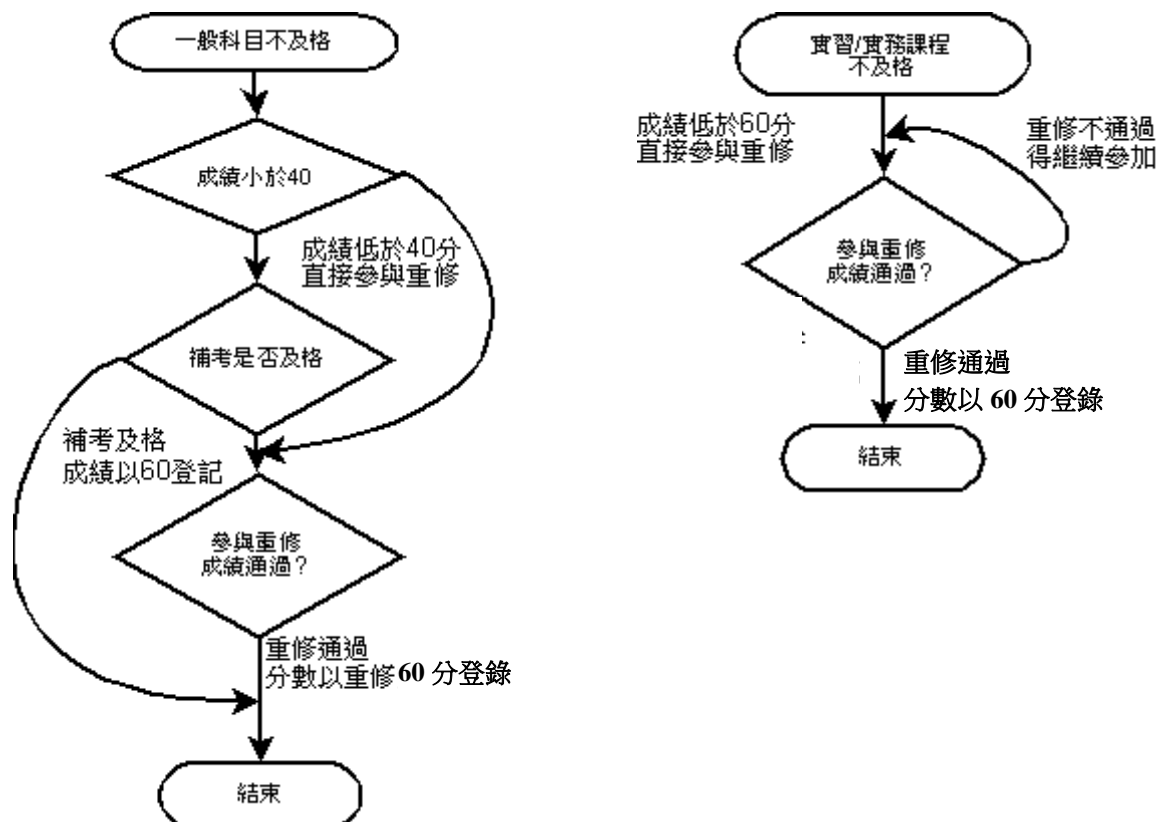 一般科目不及格
成績小於40
成績低於40分
直接參與重修
補考是否及格
補考及格
成績以60登記
參與重修
成績通過？
重修通過
分數以重修60 分登錄
結束
實習/實務課程
不及格
成績低於60分
直接參與重修
重修不通過
得繼續參加
參與重修
成績通過？
重修通過
分數以 60 分登錄
結束